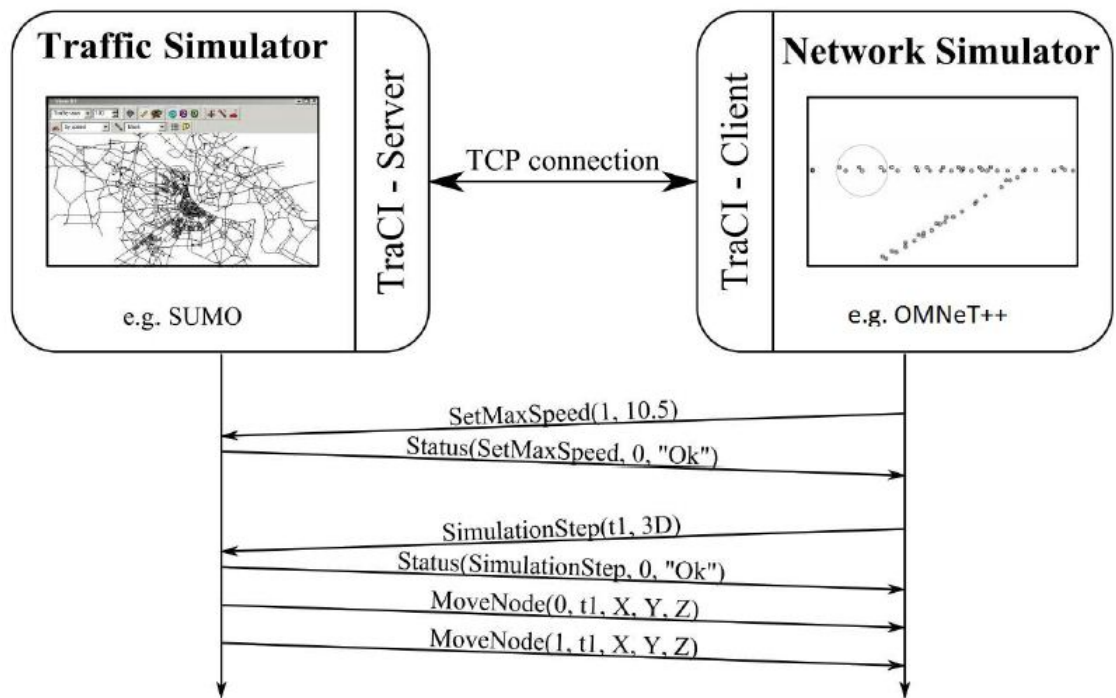 Traffic Simulator
TraCI - Server
e.g. SUMO
TCP connection
Network Simulator
TraCI - Client
e.g. OMNeT++
SetMaxSpeed(1, 10.5)
Status(SetMaxSpeed, 0, "Ok")
SimulationStep(t1, 3D)
Status(SimulationStep, 0, "Ok")
MoveNode(0, t1, X, Y, Z)
MoveNode(1, t1, X, Y, Z)